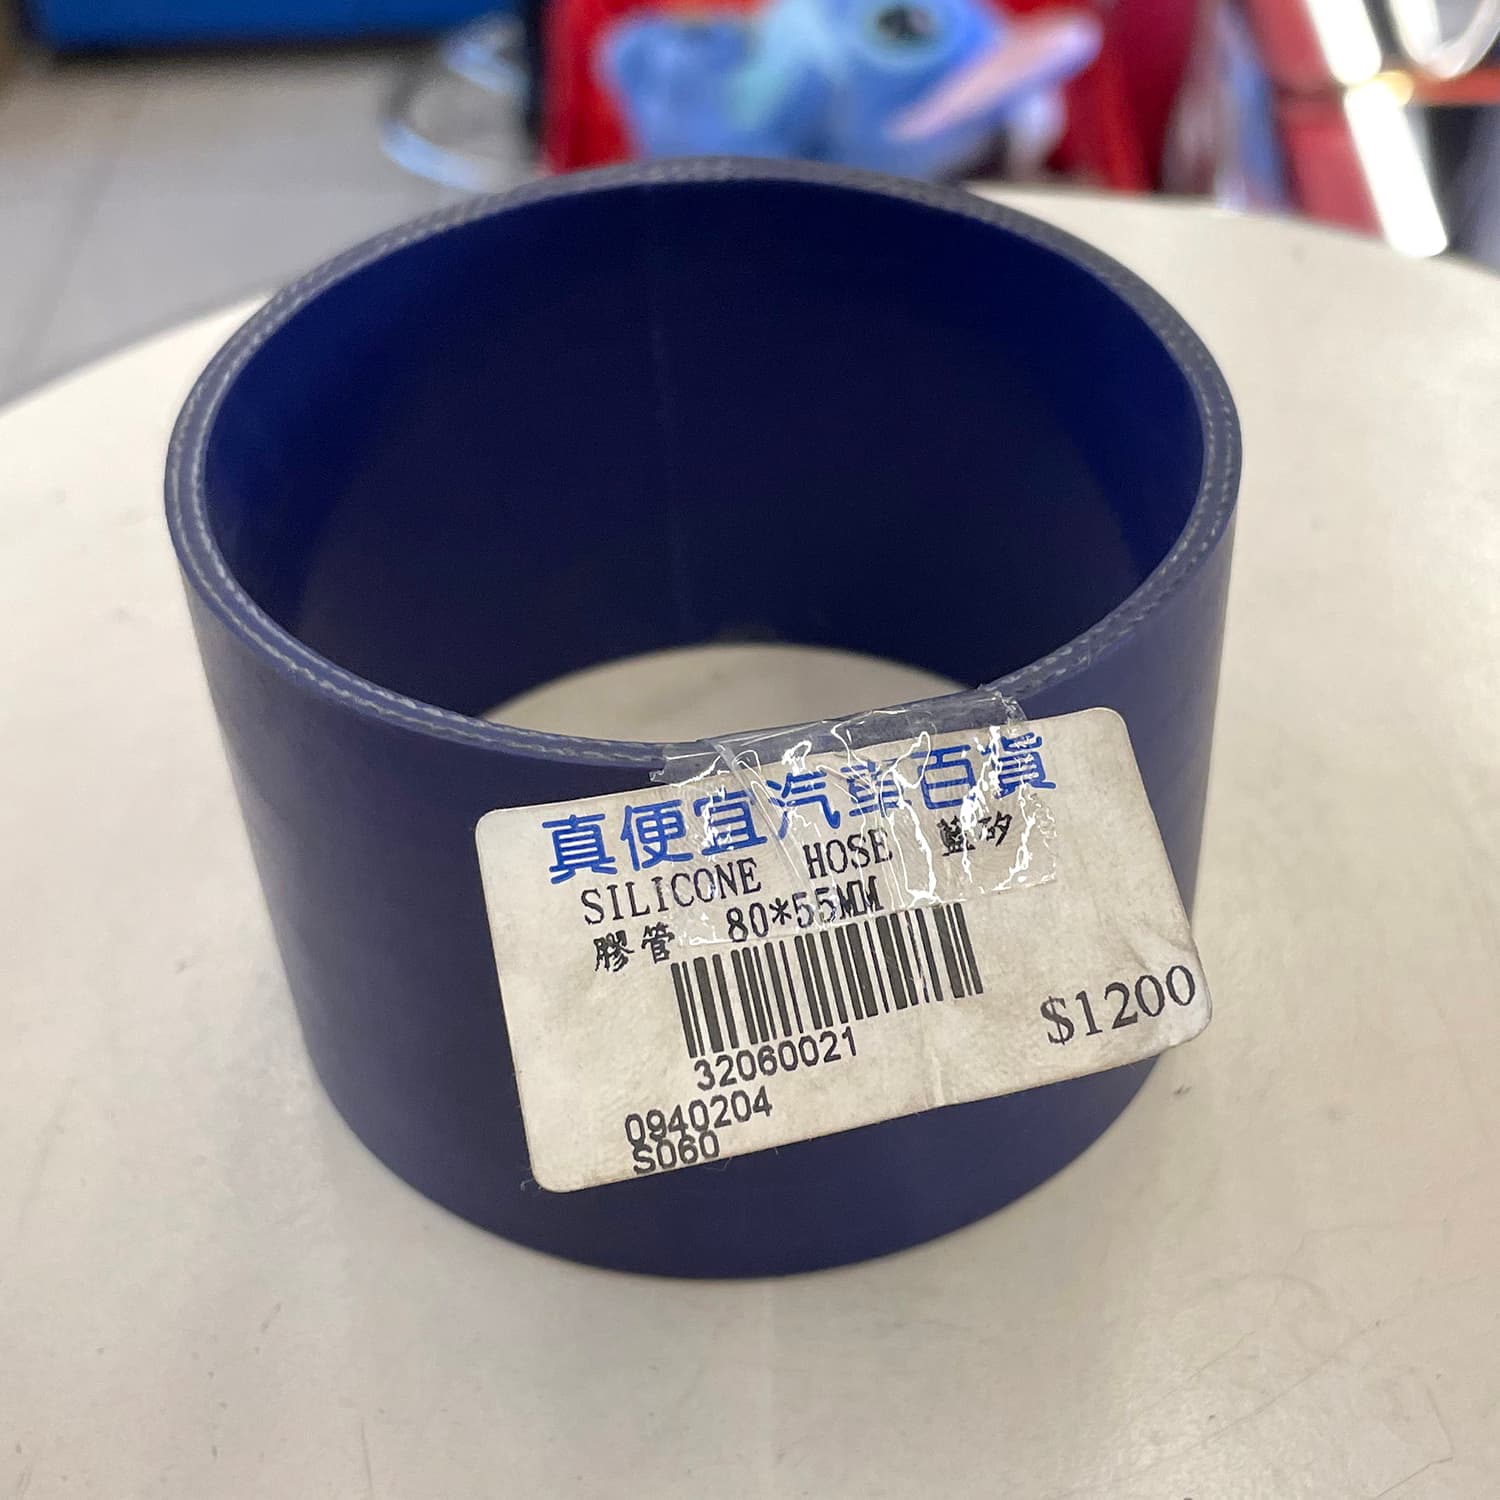 真便宜汽車百貨
SILICONE HOSE 藍矽
膠管 80*55MM
32060021
$1200
0940204
S060